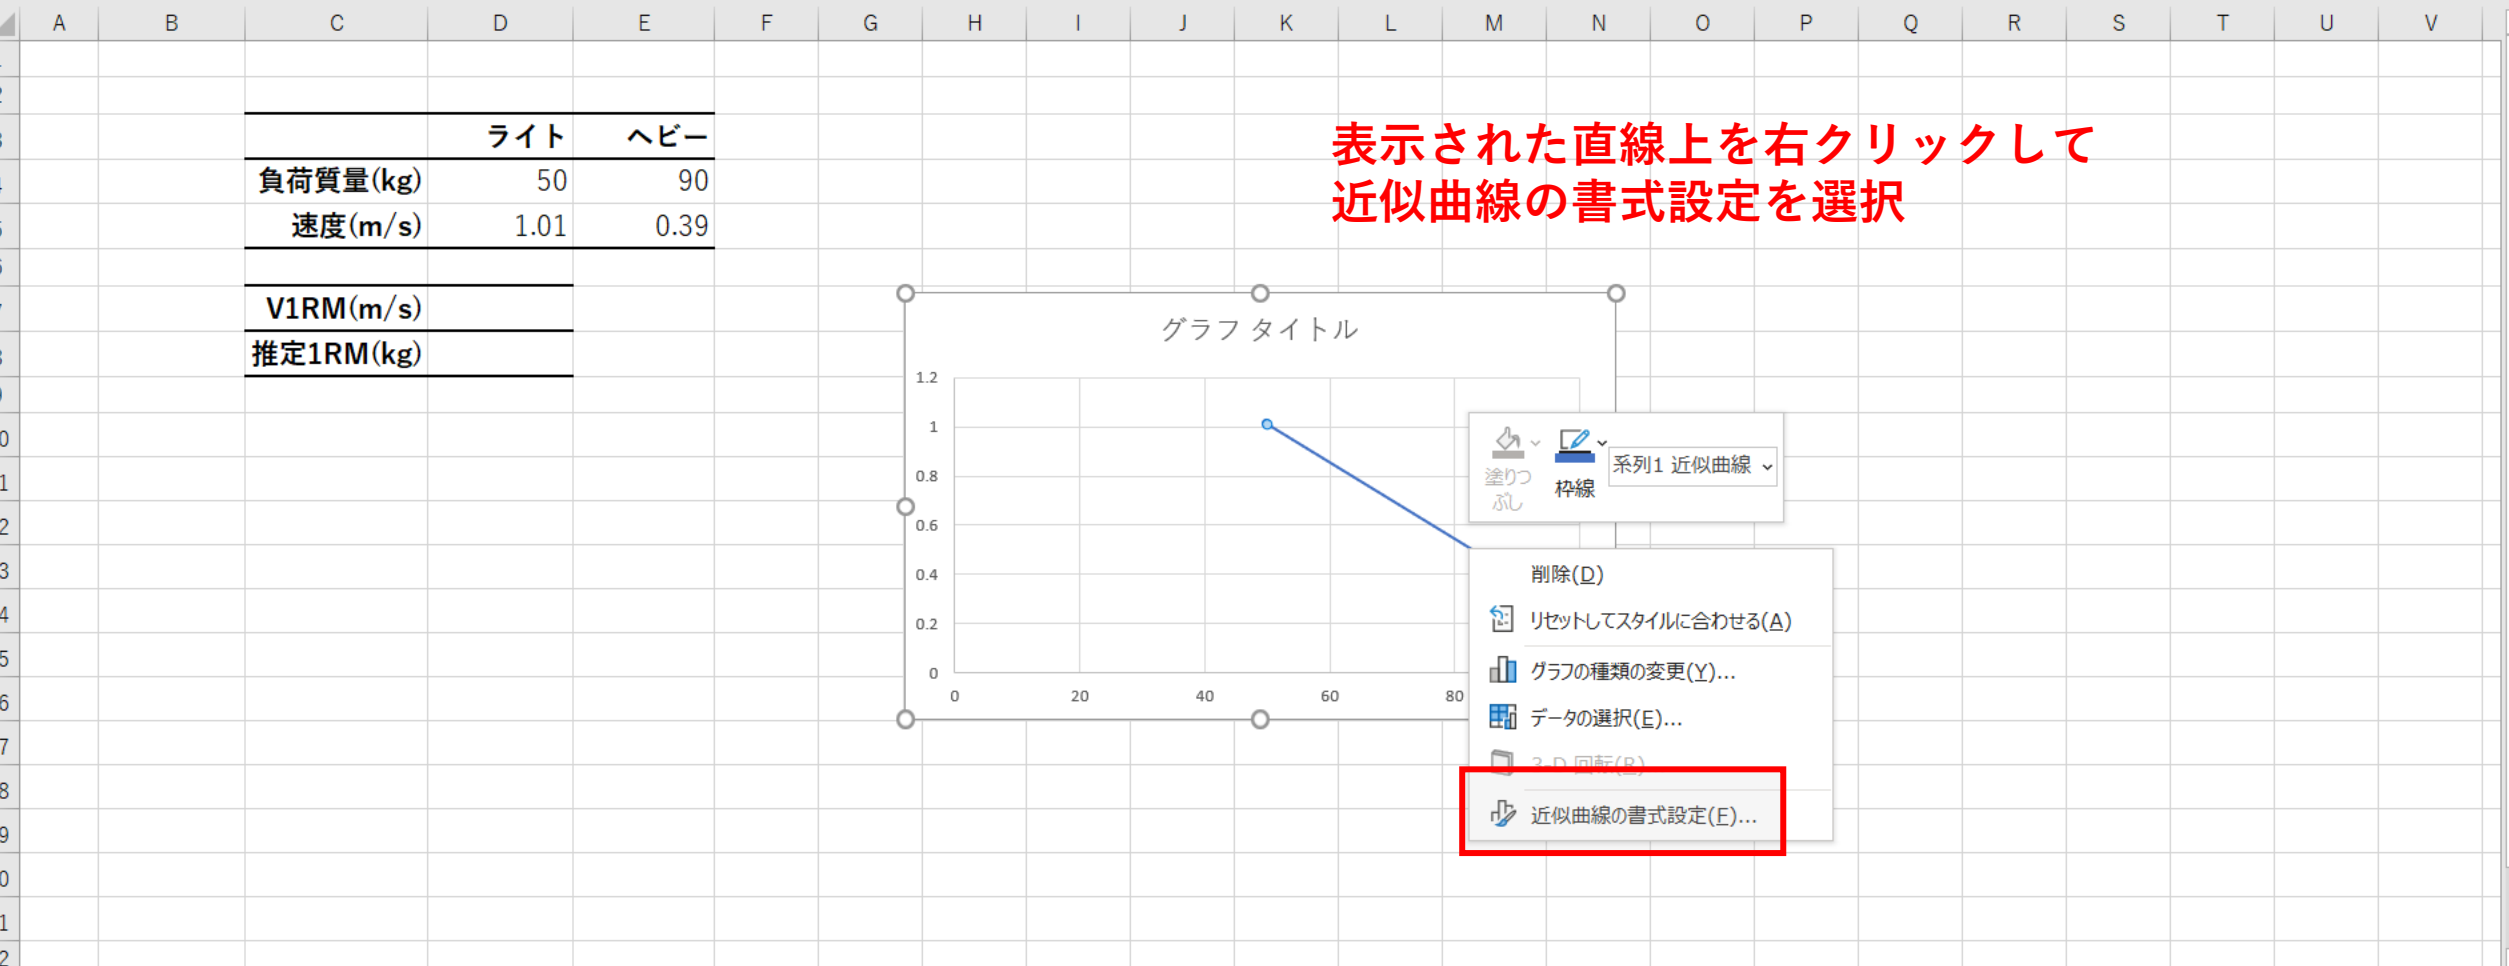 A B C D E F G H I J K L M N O P Q R S T U V
ライト ヘビー
負荷質量(kg) 50 90
速度(m/s) 1.01 0.39
V1RM(m/s)
推定1RM(kg)
表示された直線上を右クリックして
近似曲線の書式設定を選択
グラフ タイトル
1.2
1
0.8
0.6
0.4
0.2
0
0 20 40 60 80
塗りつ
ぶし
枠線
系列1 近似曲線
削除(D)
リセットしてスタイルに合わせる(A)
グラフの種類の変更(Y)...
データの選択(E)...
3-D 回転(R)
近似曲線の書式設定(F)...